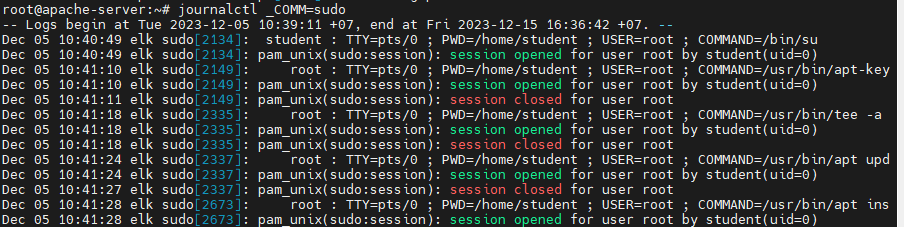 root@apache-server:~# journalctl _COMM=sudo
-- Logs begin at Tue 2023-12-05 10:39:11 +07, end at Fri 2023-12-15 16:36:42 +07. --
Dec 05 10:40:49 elk sudo[2134]:  student : TTY=pts/0 ; PWD=/home/student ; USER=root ; COMMAND=/bin/su
Dec 05 10:40:49 elk sudo[2134]: pam_unix(sudo:session): session opened for user root by student(uid=0)
Dec 05 10:41:10 elk sudo[2149]:     root : TTY=pts/0 ; PWD=/home/student ; USER=root ; COMMAND=/usr/bin/apt-key
Dec 05 10:41:10 elk sudo[2149]: pam_unix(sudo:session): session opened for user root by student(uid=0)
Dec 05 10:41:11 elk sudo[2149]: pam_unix(sudo:session): session closed for user root
Dec 05 10:41:18 elk sudo[2335]:     root : TTY=pts/0 ; PWD=/home/student ; USER=root ; COMMAND=/usr/bin/tee -a
Dec 05 10:41:18 elk sudo[2335]: pam_unix(sudo:session): session opened for user root by student(uid=0)
Dec 05 10:41:18 elk sudo[2335]: pam_unix(sudo:session): session closed for user root
Dec 05 10:41:24 elk sudo[2337]:     root : TTY=pts/0 ; PWD=/home/student ; USER=root ; COMMAND=/usr/bin/apt upd
Dec 05 10:41:24 elk sudo[2337]: pam_unix(sudo:session): session opened for user root by student(uid=0)
Dec 05 10:41:27 elk sudo[2337]: pam_unix(sudo:session): session closed for user root
Dec 05 10:41:28 elk sudo[2673]:     root : TTY=pts/0 ; PWD=/home/student ; USER=root ; COMMAND=/usr/bin/apt ins
Dec 05 10:41:28 elk sudo[2673]: pam_unix(sudo:session): session opened for user root by student(uid=0)